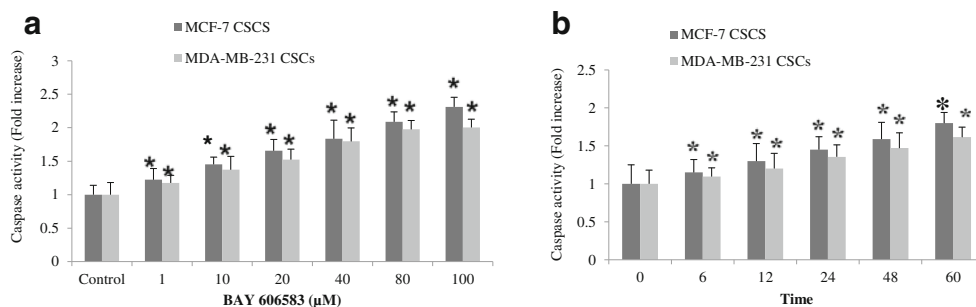 a
MCF-7 CSCS
MDA-MB-231 CSCs
Caspase activity (Fold increase)
3
2.5
2
1.5
1
0.5
0
* * * * * * * * * * * *
Control 1 10 20 40 80 100
BAY 606583 (µM)
b
MCF-7 CSCS
MDA-MB-231 CSCs
Caspase activity (Fold increase)
2.5
2
1.5
1
0.5
0
* * * * * * * * * *
0 6 12 24 48 60
Time